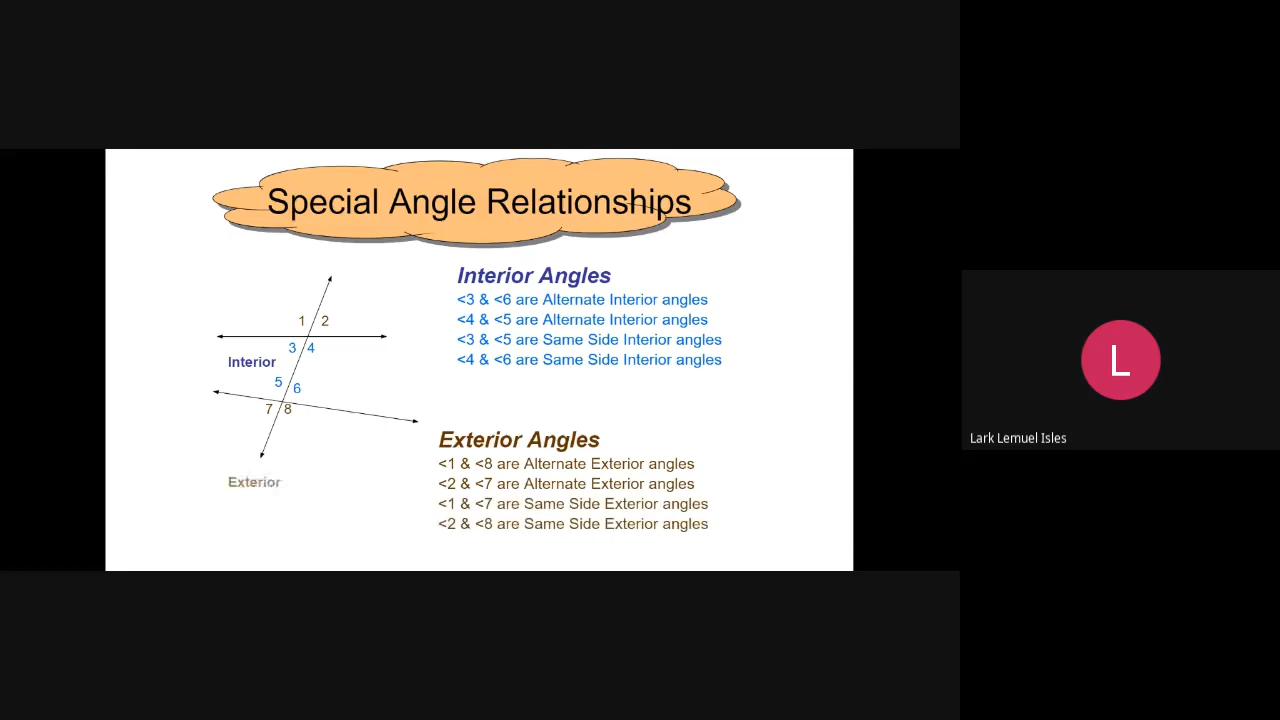 Special Angle Relationships
Interior Angles
<3 & <6 are Alternate Interior angles
<4 & <5 are Alternate Interior angles
<3 & <5 are Same Side Interior angles
<4 & <6 are Same Side Interior angles
1 2
3 4
Interior
5 6
7 8
Exterior
Exterior Angles
<1 & <8 are Alternate Exterior angles
<2 & <7 are Alternate Exterior angles
<1 & <7 are Same Side Exterior angles
<2 & <8 are Same Side Exterior angles
L
Lark Lemuel Isles